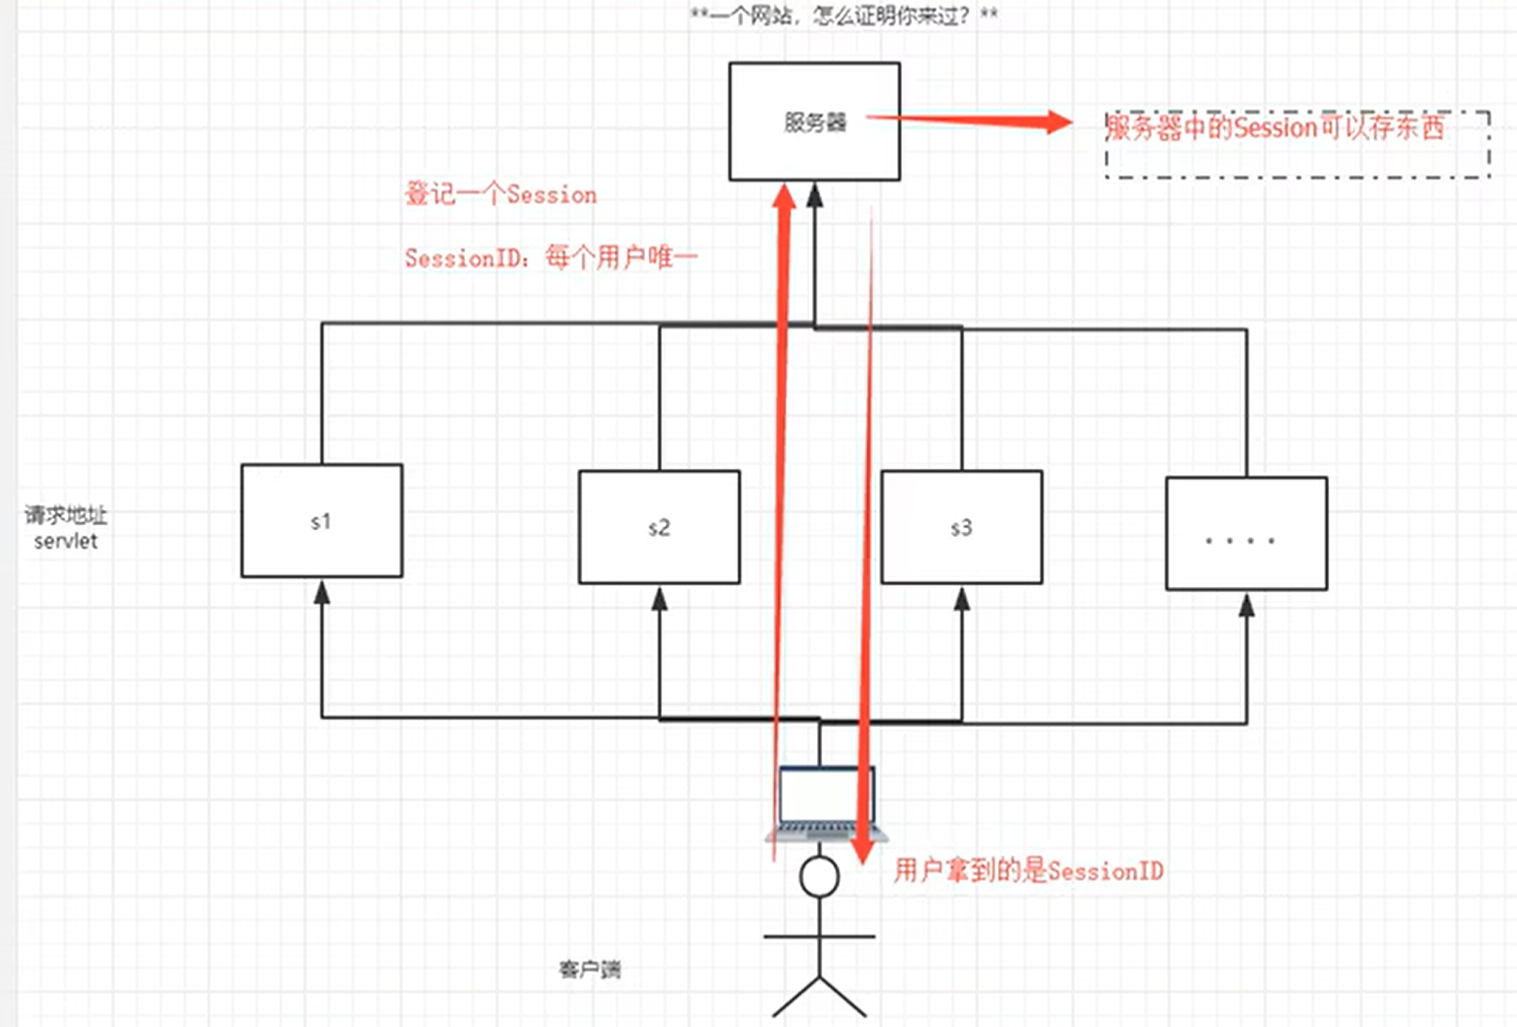 **一个网站，怎么证明你来过？**
服务器
服务器中的Session可以存东西
登记一个Session
SessionID：每个用户唯一
请求地址
servlet
s1
s2
s3
....
用户拿到的是SessionID
客户端